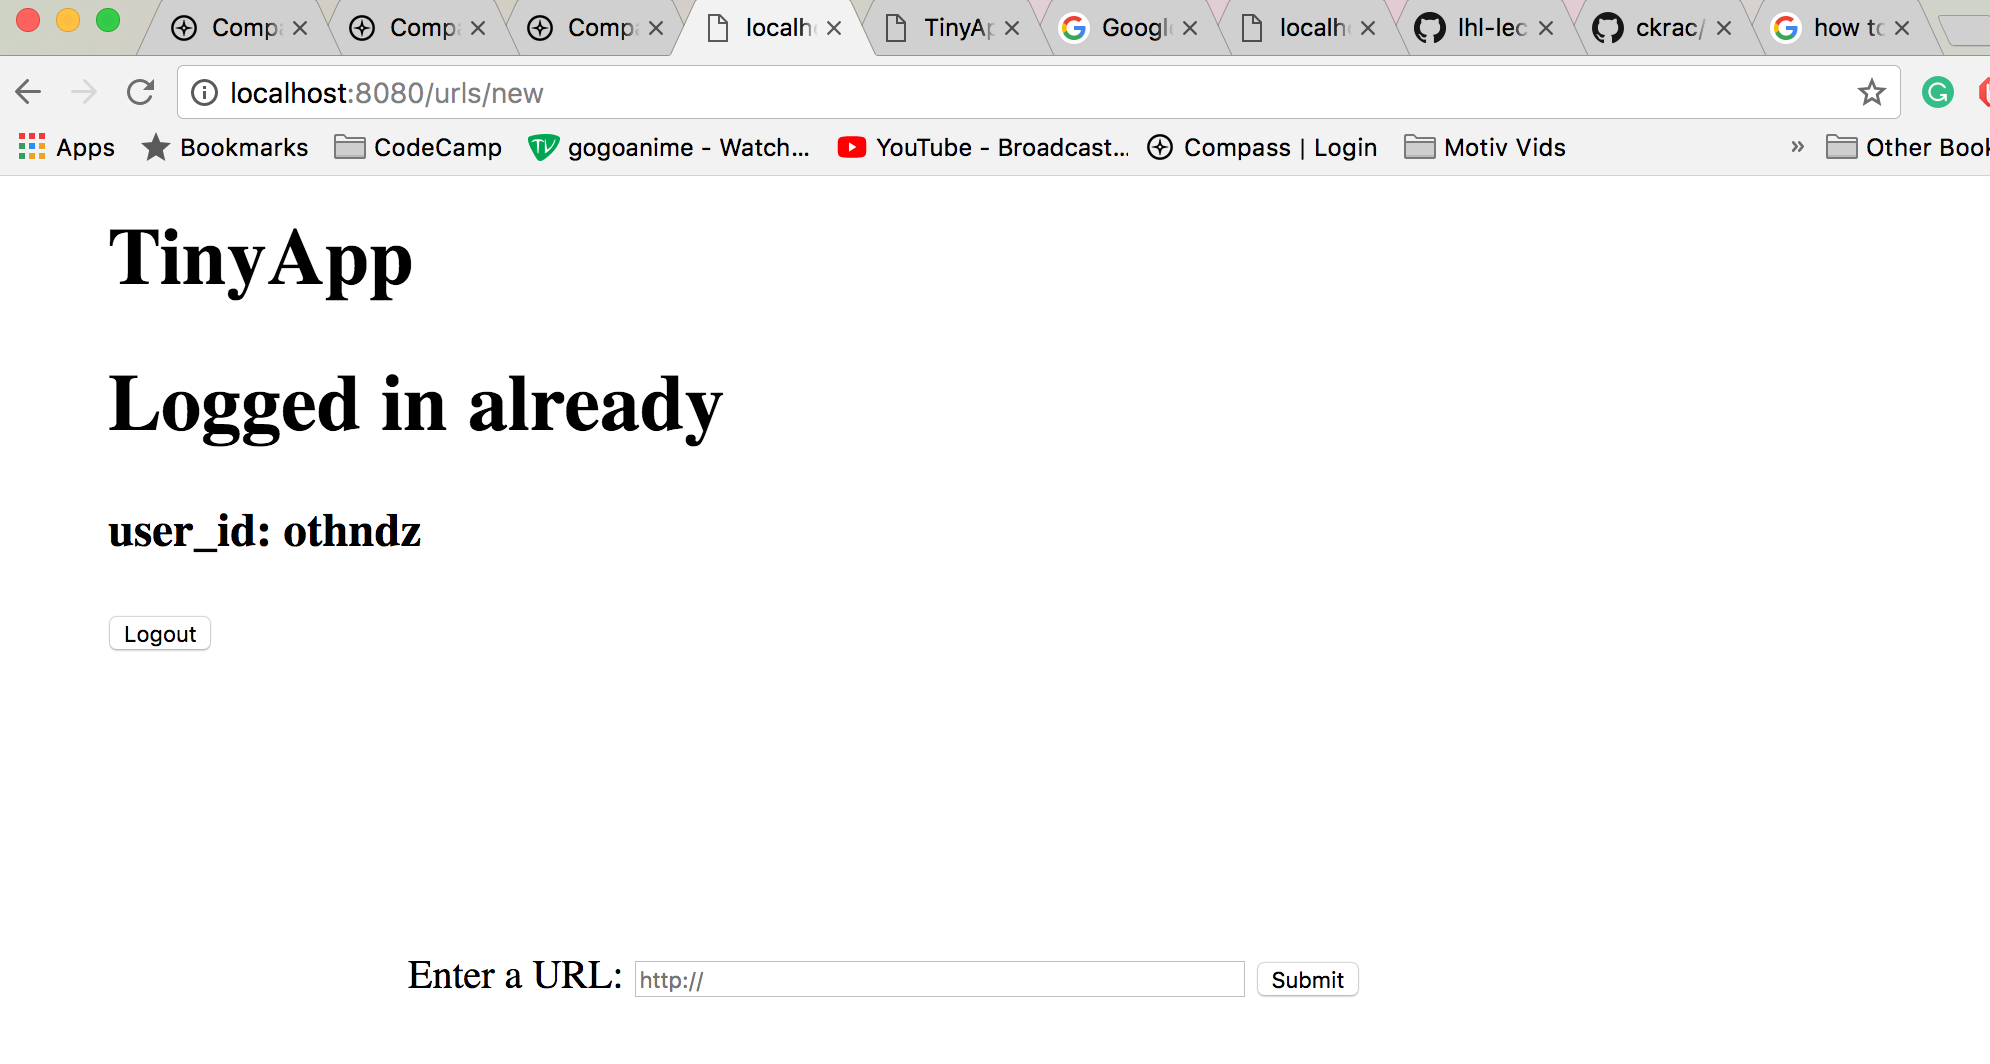 Comp Comp Comp localh TinyAp Googl localh lhl-lec ckrac/ how to
localhost:8080/urls/new
Apps Bookmarks CodeCamp gogoanime - Watch... YouTube - Broadcast... Compass | Login Motiv Vids » Other Book
TinyApp
Logged in already
user_id: othndz
Logout
Enter a URL: http:// Submit